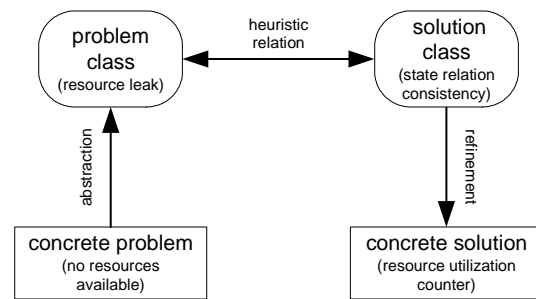 problem
class
(resource leak)
heuristic
relation
solution
class
(state relation
consistency)
abstraction
refinement
concrete problem
(no resources
available)
concrete solution
(resource utilization
counter)